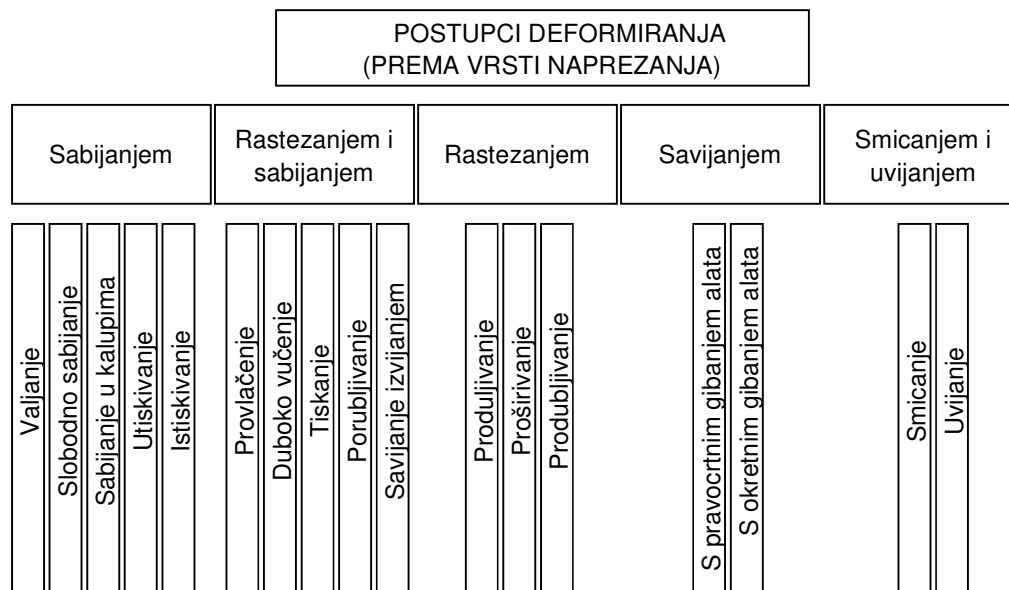 POSTUPCI DEFORMIRANJA
(PREMA VRSTI NAPREZANJA)
Sabijanjem
Rastezanjem i
sabijanjem
Rastezanjem
Savijanjem
Smicanjem i
uvijanjem
Valjanje
Slobodno sabijanje
Sabijanje u kalupima
Utiskivanje
Istiskivanje
Provlačenje
Duboko vučenje
Tiskanje
Porubljivanje
Savijanje izvijanjem
Produljivanje
Proširivanje
Produbljivanje
S pravocrtnim gibanjem alata
S okretnim gibanjem alata
Smicanje
Uvijanje